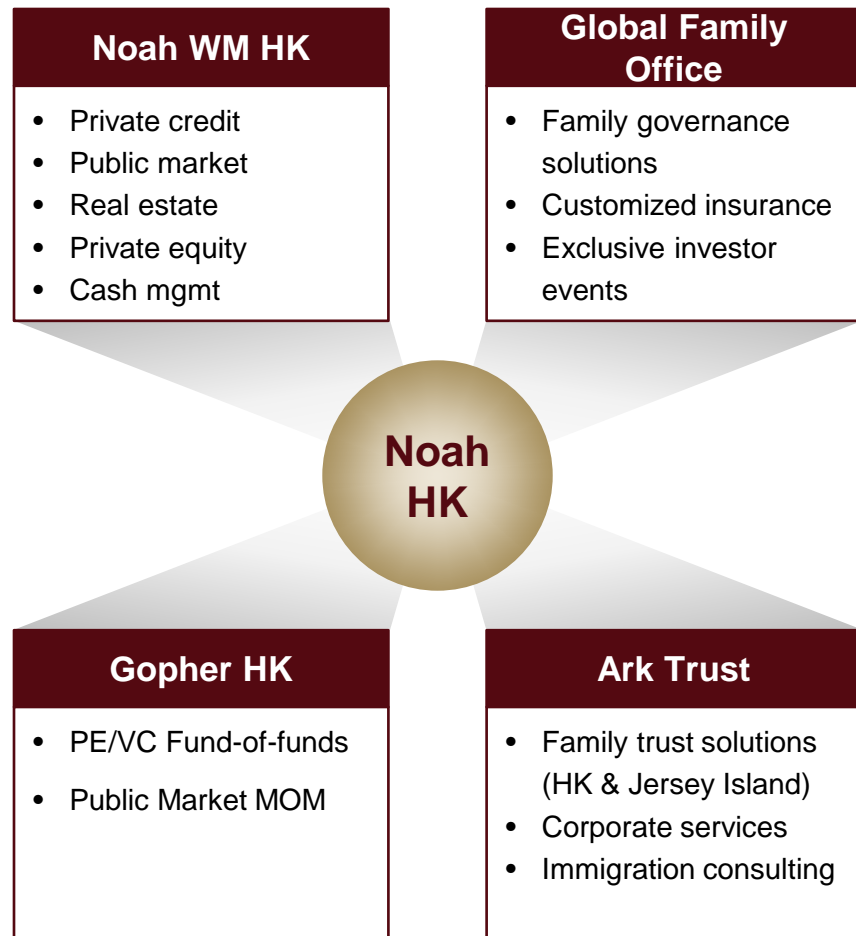 Noah WM HK
• Private credit
• Public market
• Real estate
• Private equity
• Cash mgmt
Global Family
Office
• Family governance
solutions
• Customized insurance
• Exclusive investor
events
Noah
HK
Gopher HK
• PE/VC Fund-of-funds
• Public Market MOM
Ark Trust
• Family trust solutions
(HK & Jersey Island)
• Corporate services
• Immigration consulting